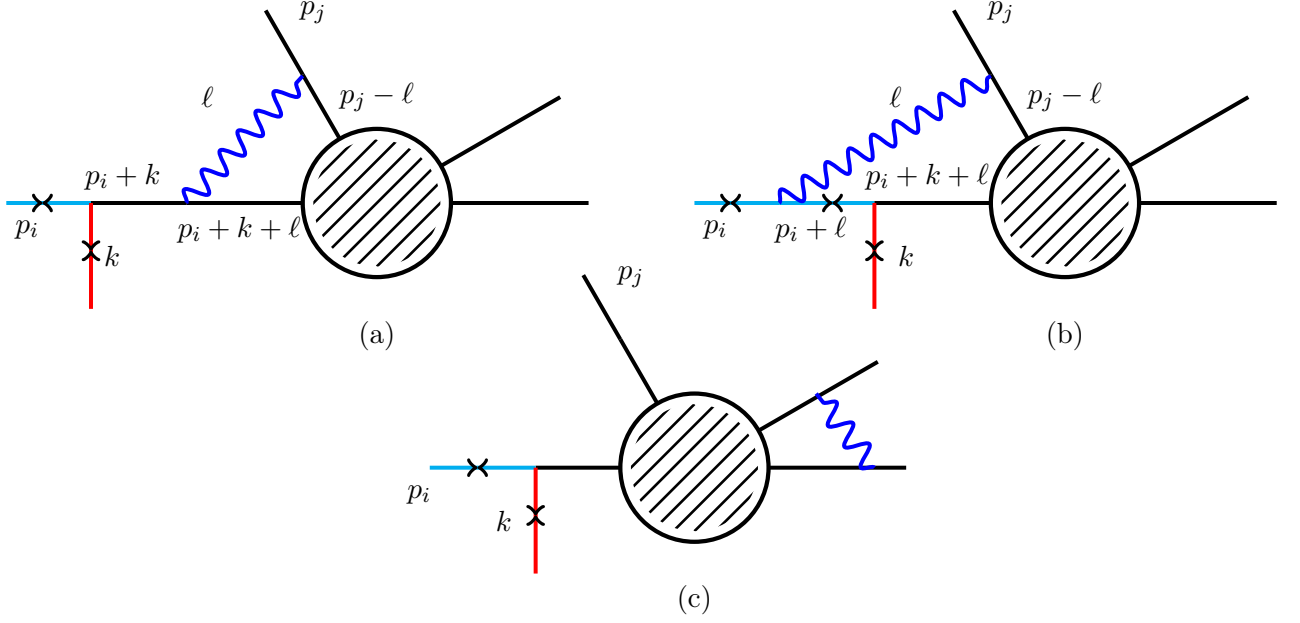 p_j
ℓ
p_j − ℓ
p_i + k
p_i
p_i + k + ℓ
k
(a)
p_j
ℓ
p_j − ℓ
p_i + k + ℓ
p_i
p_i + ℓ
k
(b)
p_j
p_i
k
(c)